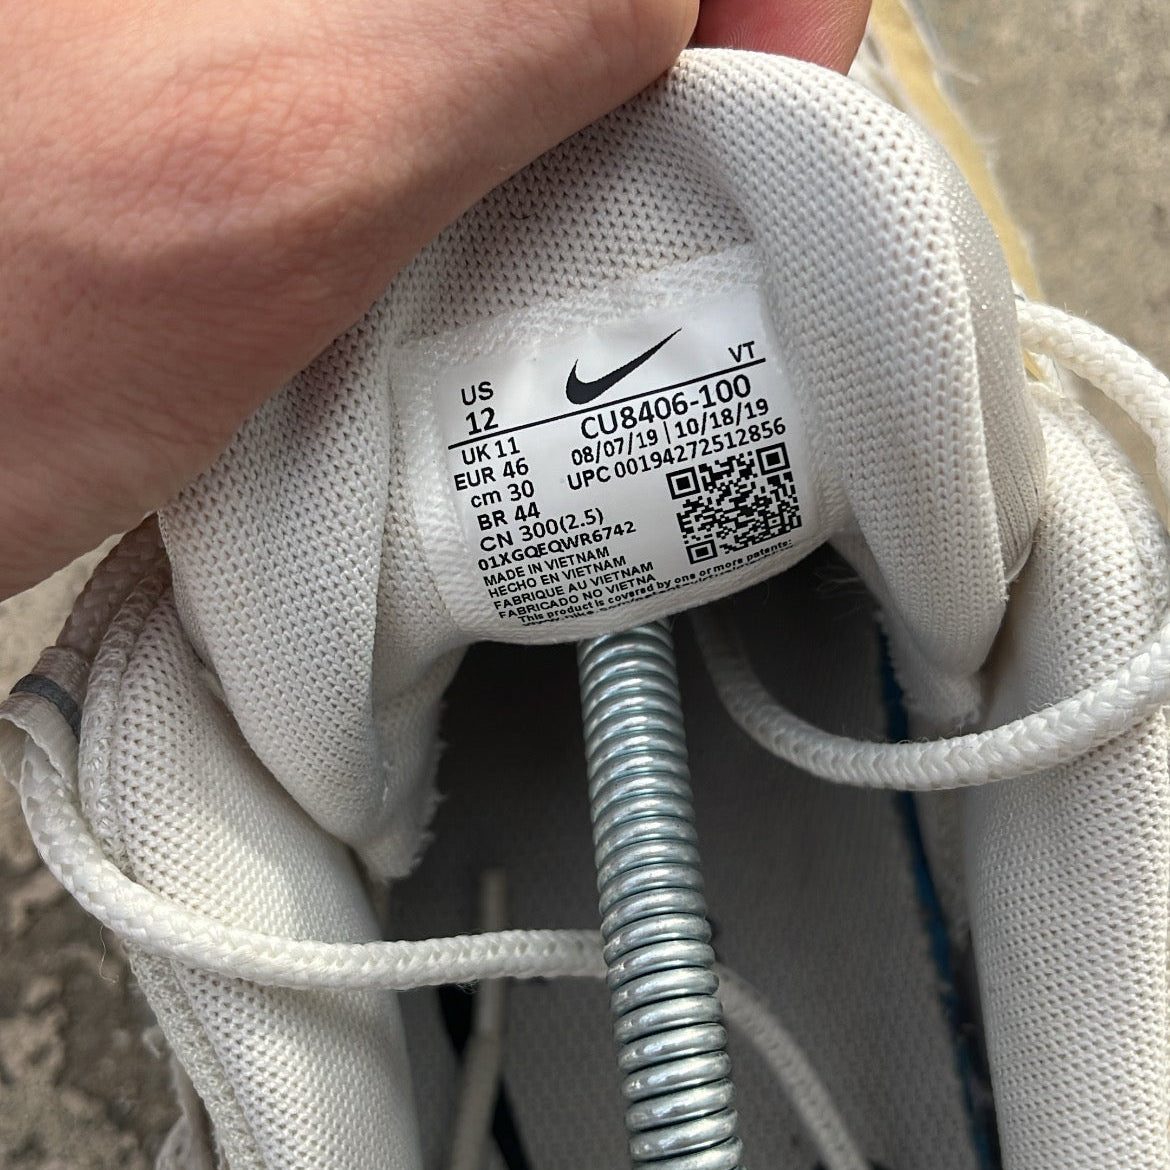 US
12
VT
UK 11
EUR 46
cm 30
BR 44
CN 300(2.5)
01XGQEQWR6742
CU8406-100
08/07/19 | 10/18/19
UPC 00194272512856
MADE IN VIETNAM
HECHO EN VIETNAM
FABRIQUE AU VIETNAM
FABRICADO NO VIETNA
This product is covered by one or more patents: